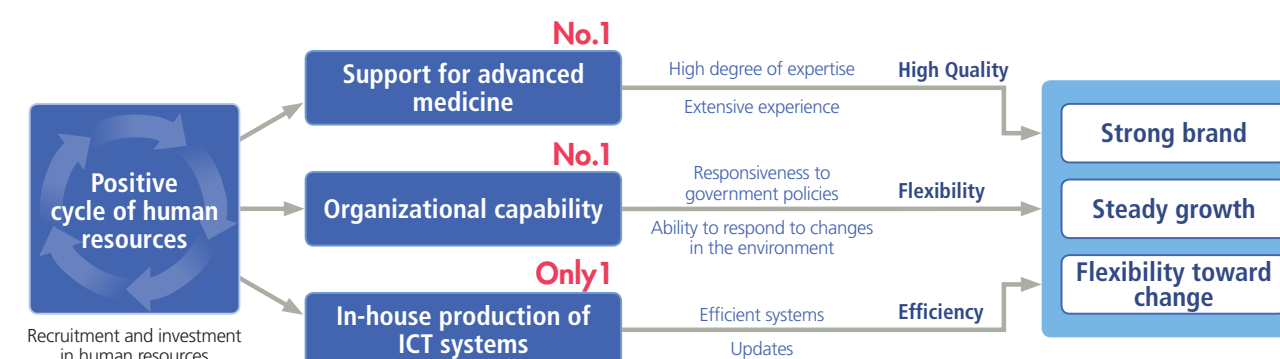 No.1
Support for advanced
medicine
High degree of expertise
Extensive experience
High Quality
Positive
cycle of human
resources
Recruitment and investment
in human resources
No.1
Organizational capability
Responsiveness to
government policies
Ability to respond to changes
in the environment
Flexibility
Only1
In-house production of
ICT systems
Efficient systems
Updates
Efficiency
Strong brand
Steady growth
Flexibility toward
change